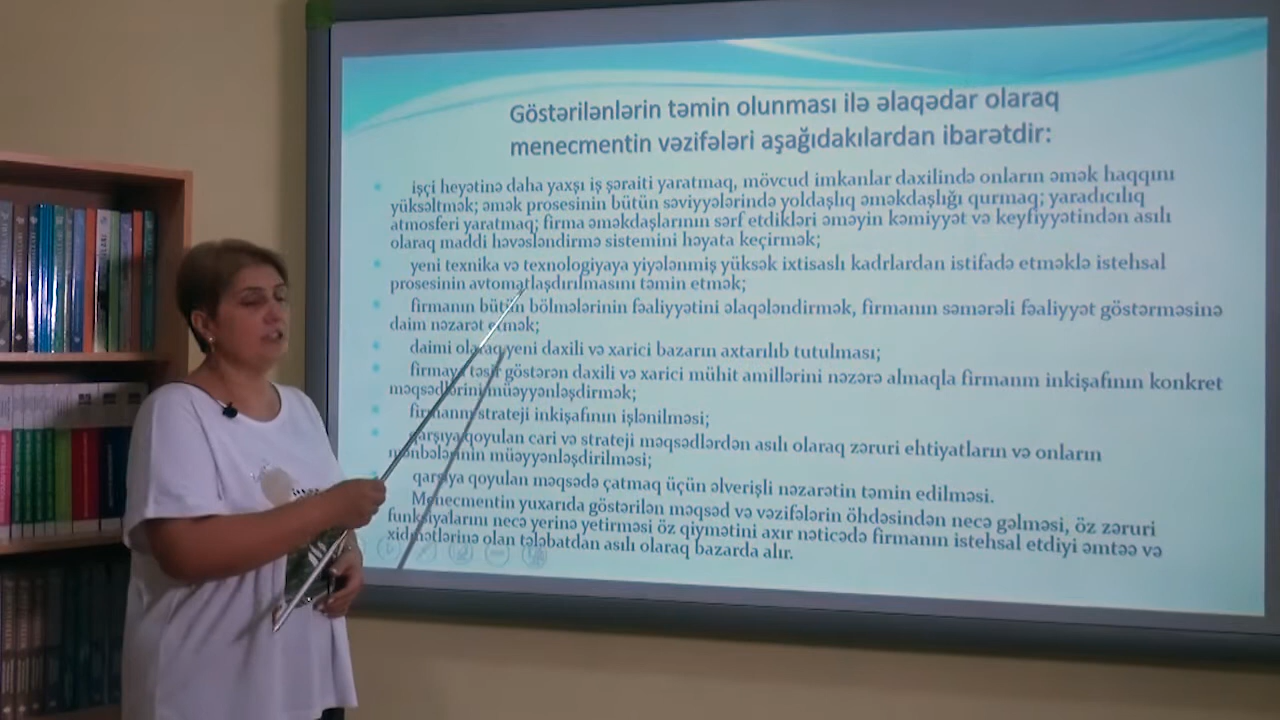 Göstərilənlərin təmin olunması ilə əlaqədar olaraq
menecmentin vəzifələri aşağıdakılardan ibarətdir:
işçi heyətinə daha yaxşı iş şəraiti yaratmaq, mövcud imkanlar daxilində onların əmək haqqını
yüksəltmək; əmək prosesinin bütün səviyyələrində yoldaşlıq əməkdaşlığı qurmaq; yaradıcılıq
atmosferi yaratmaq; firma əməkdaşlarının sərf etdikləri əməyin kəmiyyət və keyfiyyətindən asılı
olaraq maddi həvəsləndirmə sistemini həyata keçirmək;
yeni texnika və texnologiyaya yiyələnmiş yüksək ixtisaslı kadrlardan istifadə etməklə istehsal
prosesinin avtomatlaşdırılmasını təmin etmək;
firmanın bütün bölmələrinin fəaliyyətini əlaqələndirmək, firmanın səmərəli fəaliyyət göstərməsinə
daim nəzarət etmək;
daimi olaraq yeni daxili və xarici bazarın axtarılıb tutulması;
firmaya təsir göstərən daxili və xarici mühit amillərini nəzərə almaqla firmanm inkişafının konkret
məqsədlərini müəyyənləşdirmək;
firmanm strateji inkişafının işlənilməsi;
qarşıya qoyulan cari və strateji məqsədlərdən asılı olaraq zəruri ehtiyatların və onların
mənbələrinin müəyyənləşdirilməsi;
qarşıya qoyulan məqsədə çatmaq üçün əlverişli nəzarətin təmin edilməsi.
Menecmentin yuxarıda göstərilən məqsəd və vəzifələrin öhdəsindən necə gəlməsi, öz zəruri
funksiyalarını necə yerinə yetirməsi öz qiymətini axır nəticədə firmanın istehsal etdiyi əmtəə və
xidmətlərinə olan tələbatdan asılı olaraq bazarda alır.